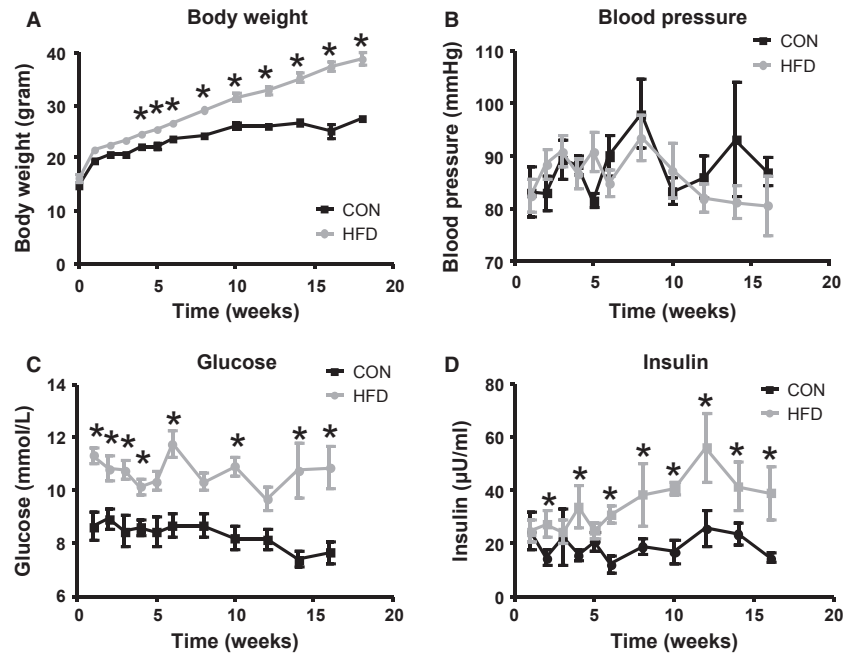 A
Body weight
Body weight (gram)
40
30
20
10
0
* * * * * * * * *
CON
HFD
0 5 10 15 20
Time (weeks)
B
Blood pressure
Blood pressure (mmHg)
110
100
90
80
70
CON
HFD
0 5 10 15 20
Time (weeks)
C
Glucose
Glucose (mmol/L)
14
12
10
8
6
* * * * * * * *
CON
HFD
0 5 10 15 20
Time (weeks)
D
Insulin
Insulin (μU/ml)
80
60
40
20
0
* * * * * * * *
CON
HFD
0 5 10 15 20
Time (weeks)